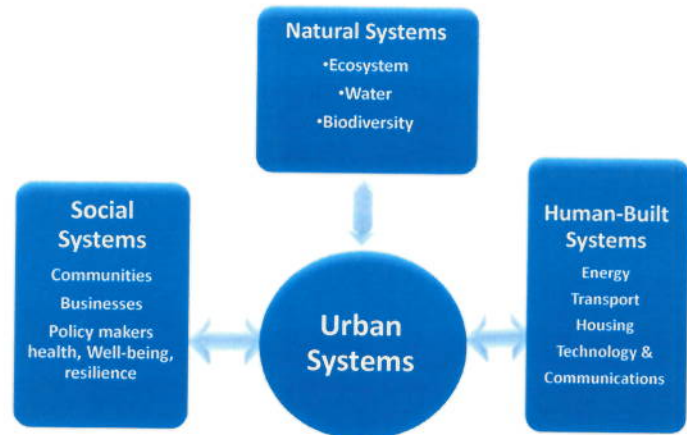 Natural Systems
•Ecosystem
•Water
•Biodiversity
Social
Systems
Communities
Businesses
Policy makers
health, Well-being,
resilience
Urban
Systems
Human-Built
Systems
Energy
Transport
Housing
Technology &
Communications